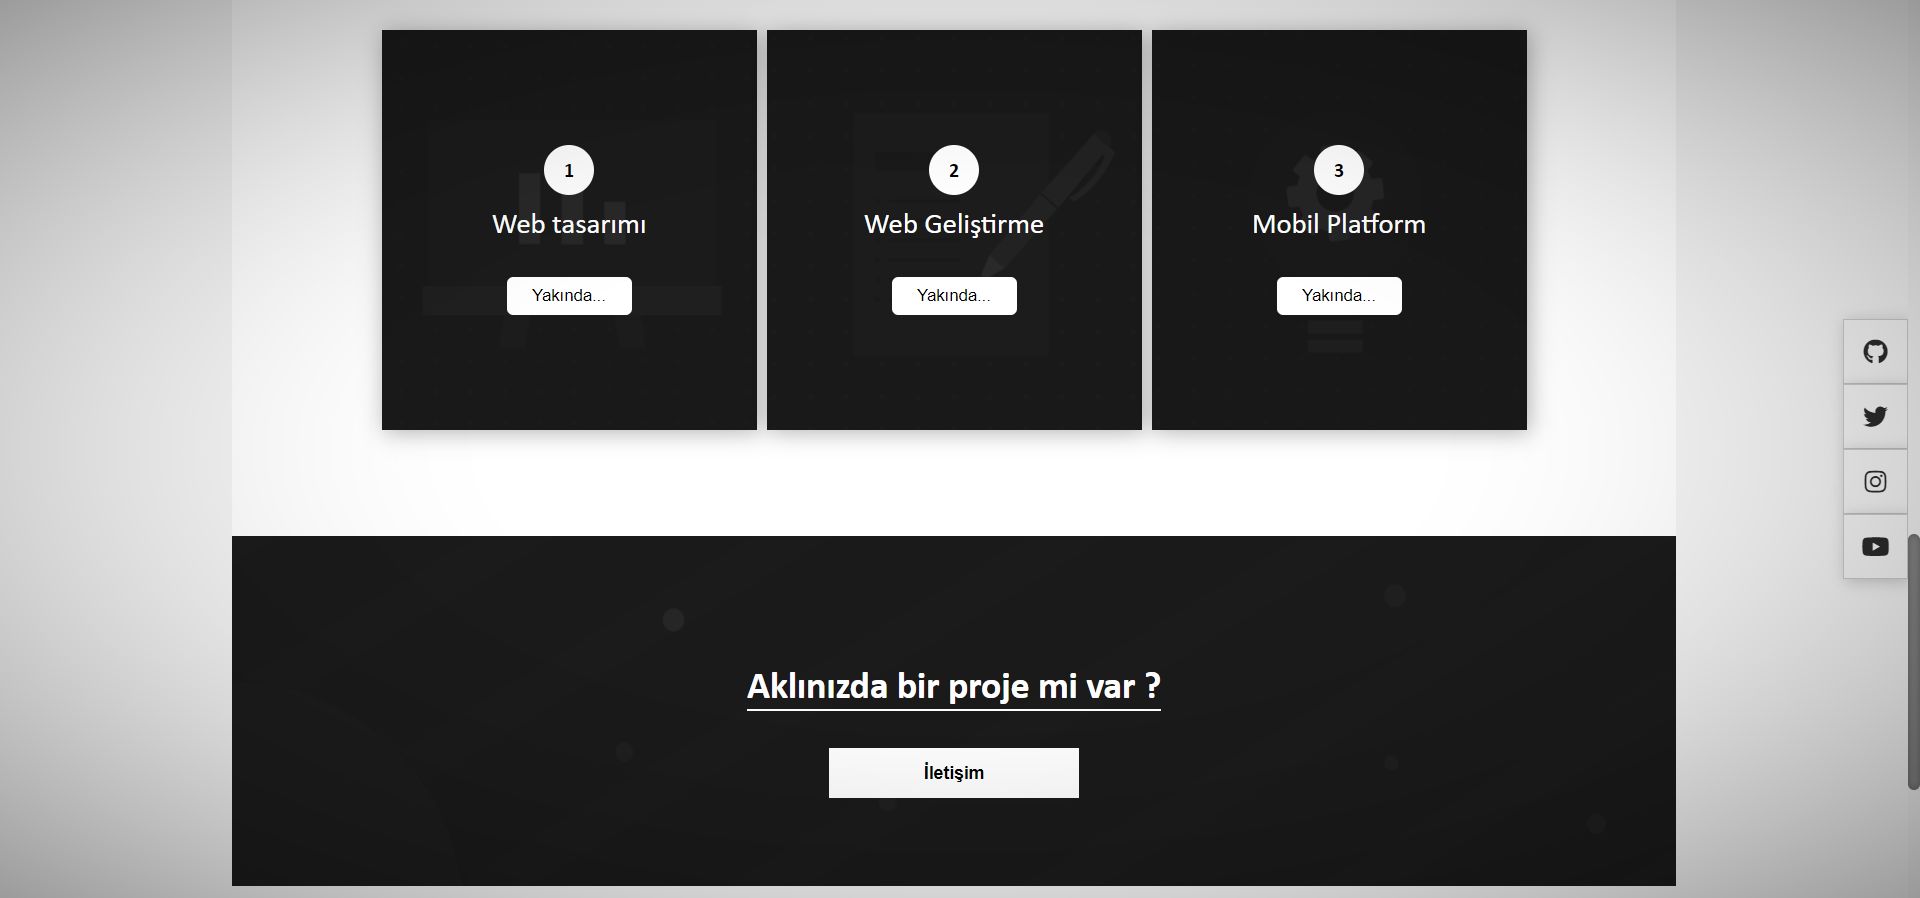 1
Web tasarımı
Yakında...
2
Web Geliştirme
Yakında...
3
Mobil Platform
Yakında...
Aklınızda bir proje mi var ?
İletişim